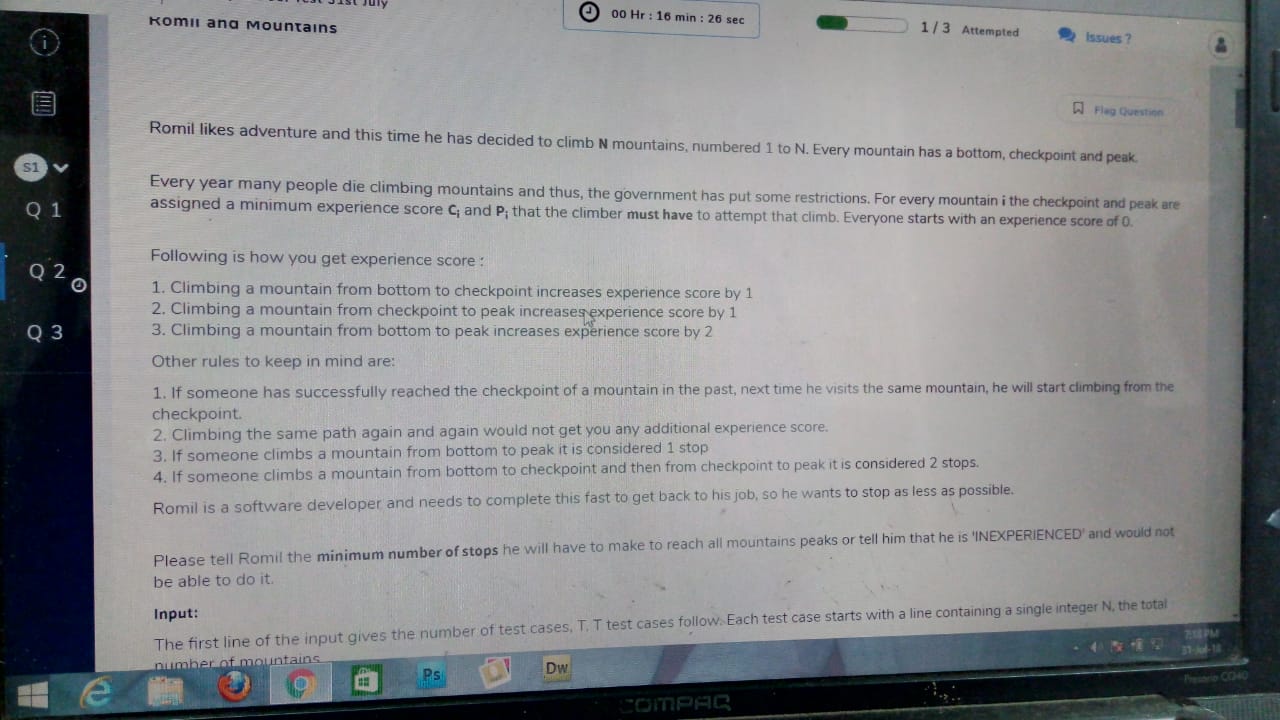 Romil and Mountains
00 Hr : 16 min : 26 sec
1 / 3 Attempted
Issues ?
Flag Question
S1
Q 1
Q 2
Q 3
Romil likes adventure and this time he has decided to climb N mountains, numbered 1 to N. Every mountain has a bottom, checkpoint and peak.
Every year many people die climbing mountains and thus, the government has put some restrictions. For every mountain i the checkpoint and peak are
assigned a minimum experience score Ci and Pi that the climber must have to attempt that climb. Everyone starts with an experience score of 0.
Following is how you get experience score :
1. Climbing a mountain from bottom to checkpoint increases experience score by 1
2. Climbing a mountain from checkpoint to peak increases experience score by 1
3. Climbing a mountain from bottom to peak increases experience score by 2
Other rules to keep in mind are:
1. If someone has successfully reached the checkpoint of a mountain in the past, next time he visits the same mountain, he will start climbing from the
checkpoint.
2. Climbing the same path again and again would not get you any additional experience score.
3. If someone climbs a mountain from bottom to peak it is considered 1 stop
4. If someone climbs a mountain from bottom to checkpoint and then from checkpoint to peak it is considered 2 stops.
Romil is a software developer and needs to complete this fast to get back to his job, so he wants to stop as less as possible.
Please tell Romil the minimum number of stops he will have to make to reach all mountains peaks or tell him that he is 'INEXPERIENCED' and would not
be able to do it.
Input:
The first line of the input gives the number of test cases, T. T test cases follow. Each test case starts with a line containing a single integer N, the total
number of mountains
Ps
Dw
7:18 PM
31-Jul-18
COMPAQ
Presario CQ40